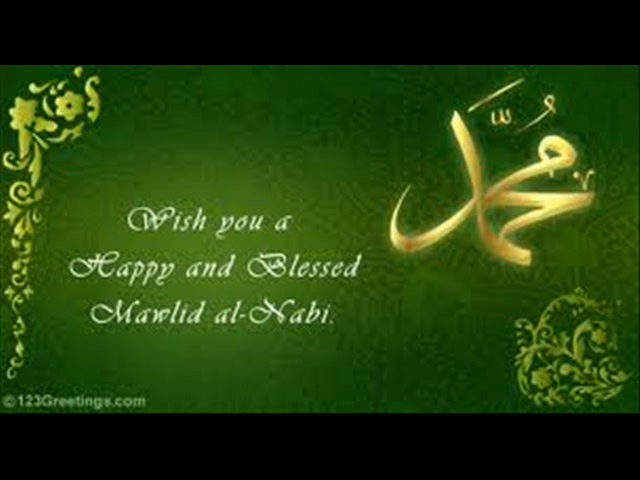 محمد
Wish you a
Happy and Blessed
Mawlid al-Nabi.
©123Greetings.com